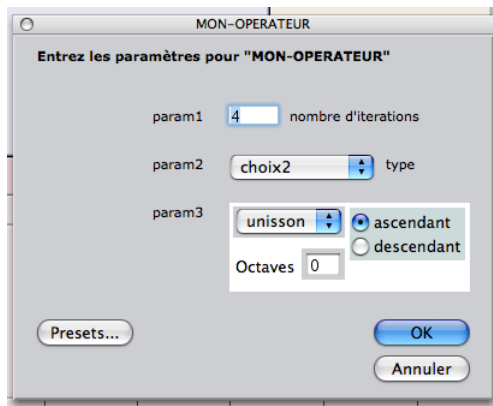 MON-OPERATEUR
Entrez les paramètres pour "MON-OPERATEUR"
param1 4 nombre d'iterations
param2 choix2 type
param3 unisson ascendant
descendant
Octaves 0
Presets... OK
Annuler